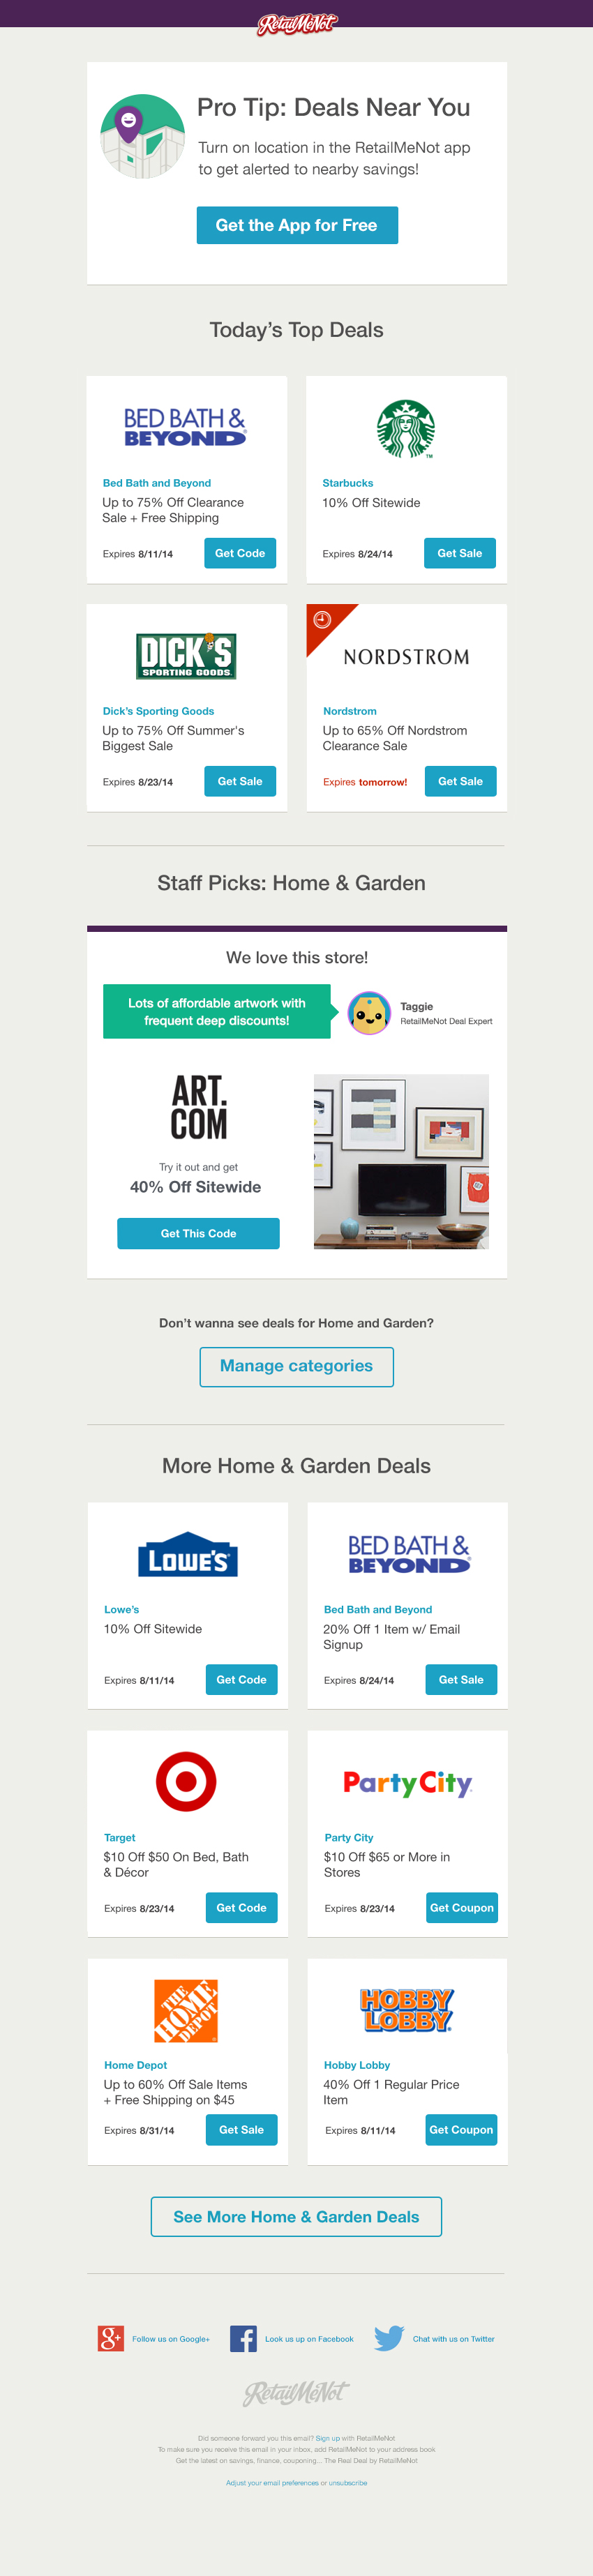 RetailMeNot
Pro Tip: Deals Near You
Turn on location in the RetailMeNot app
to get alerted to nearby savings!
Get the App for Free
Today's Top Deals
BED BATH &
BEYOND
Bed Bath and Beyond
Up to 75% Off Clearance
Sale + Free Shipping
Expires 8/11/14
Get Code
TM
Starbucks
10% Off Sitewide
Expires 8/24/14
Get Sale
DICK'S
SPORTING GOODS
Dick's Sporting Goods
Up to 75% Off Summer's
Biggest Sale
Expires 8/23/14
Get Sale
NORDSTROM
Nordstrom
Up to 65% Off Nordstrom
Clearance Sale
Expires tomorrow!
Get Sale
Staff Picks: Home & Garden
We love this store!
Lots of affordable artwork with
frequent deep discounts!
Taggie
RetailMeNot Deal Expert
ART.
COM
Try it out and get
40% Off Sitewide
Get This Code
Don't wanna see deals for Home and Garden?
Manage categories
More Home & Garden Deals
LOWE'S
Lowe's
10% Off Sitewide
Expires 8/11/14
Get Code
BED BATH &
BEYOND
Bed Bath and Beyond
20% Off 1 Item w/ Email
Signup
Expires 8/24/14
Get Sale
Target
$10 Off $50 On Bed, Bath
& Décor
Expires 8/23/14
Get Code
PartyCity
Party City
$10 Off $65 or More in
Stores
Expires 8/23/14
Get Coupon
THE
HOME
DEPOT
Home Depot
Up to 60% Off Sale Items
+ Free Shipping on $45
Expires 8/31/14
Get Sale
HOBBY
LOBBY
Hobby Lobby
40% Off 1 Regular Price
Item
Expires 8/11/14
Get Coupon
See More Home & Garden Deals
g+
Follow us on Google+
f
Look us up on Facebook
Chat with us on Twitter
RetailMeNot
Did someone forward you this email? Sign up with RetailMeNot
To make sure you receive this email in your inbox, add RetailMeNot to your address book
Get the latest on savings, finance, couponing... The Real Deal by RetailMeNot
Adjust your email preferences or unsubscribe